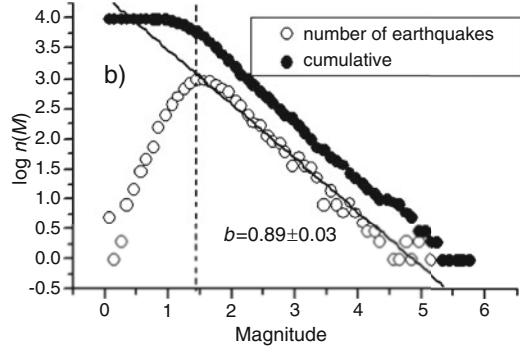 4.0
3.5
3.0
2.5
2.0
1.5
1.0
0.5
0.0
-0.5
log n(M)
b)
number of earthquakes
cumulative
b=0.89±0.03
0 1 2 3 4 5 6
Magnitude